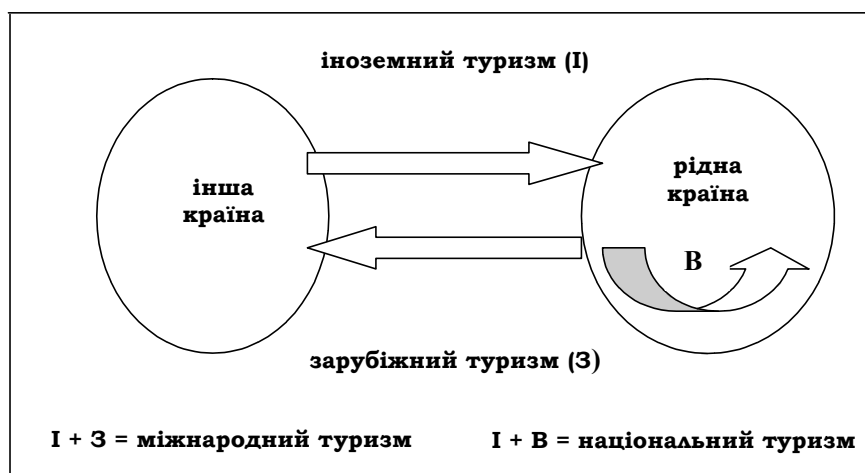 іноземний туризм (І)
інша
країна
рідна
країна
В
зарубіжний туризм (З)
І + З = міжнародний туризм
І + В = національний туризм